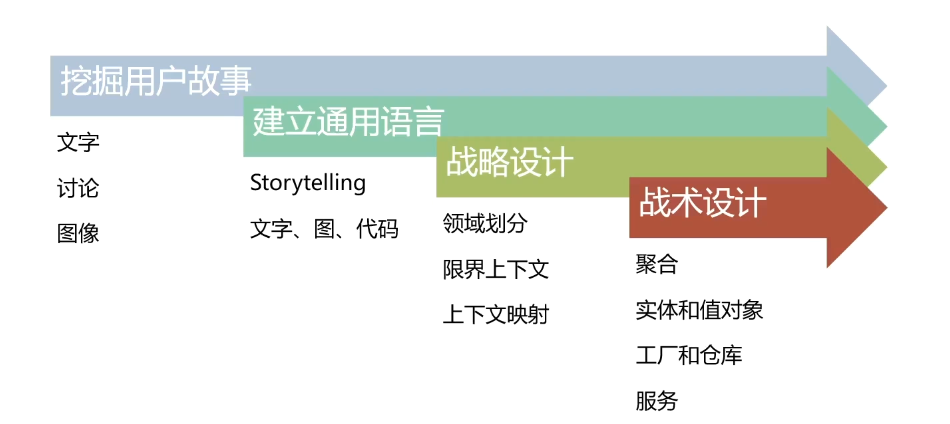 挖掘用户故事
文字
讨论
图像
建立通用语言
Storytelling
文字、图、代码
战略设计
领域划分
限界上下文
上下文映射
战术设计
聚合
实体和值对象
工厂和仓库
服务